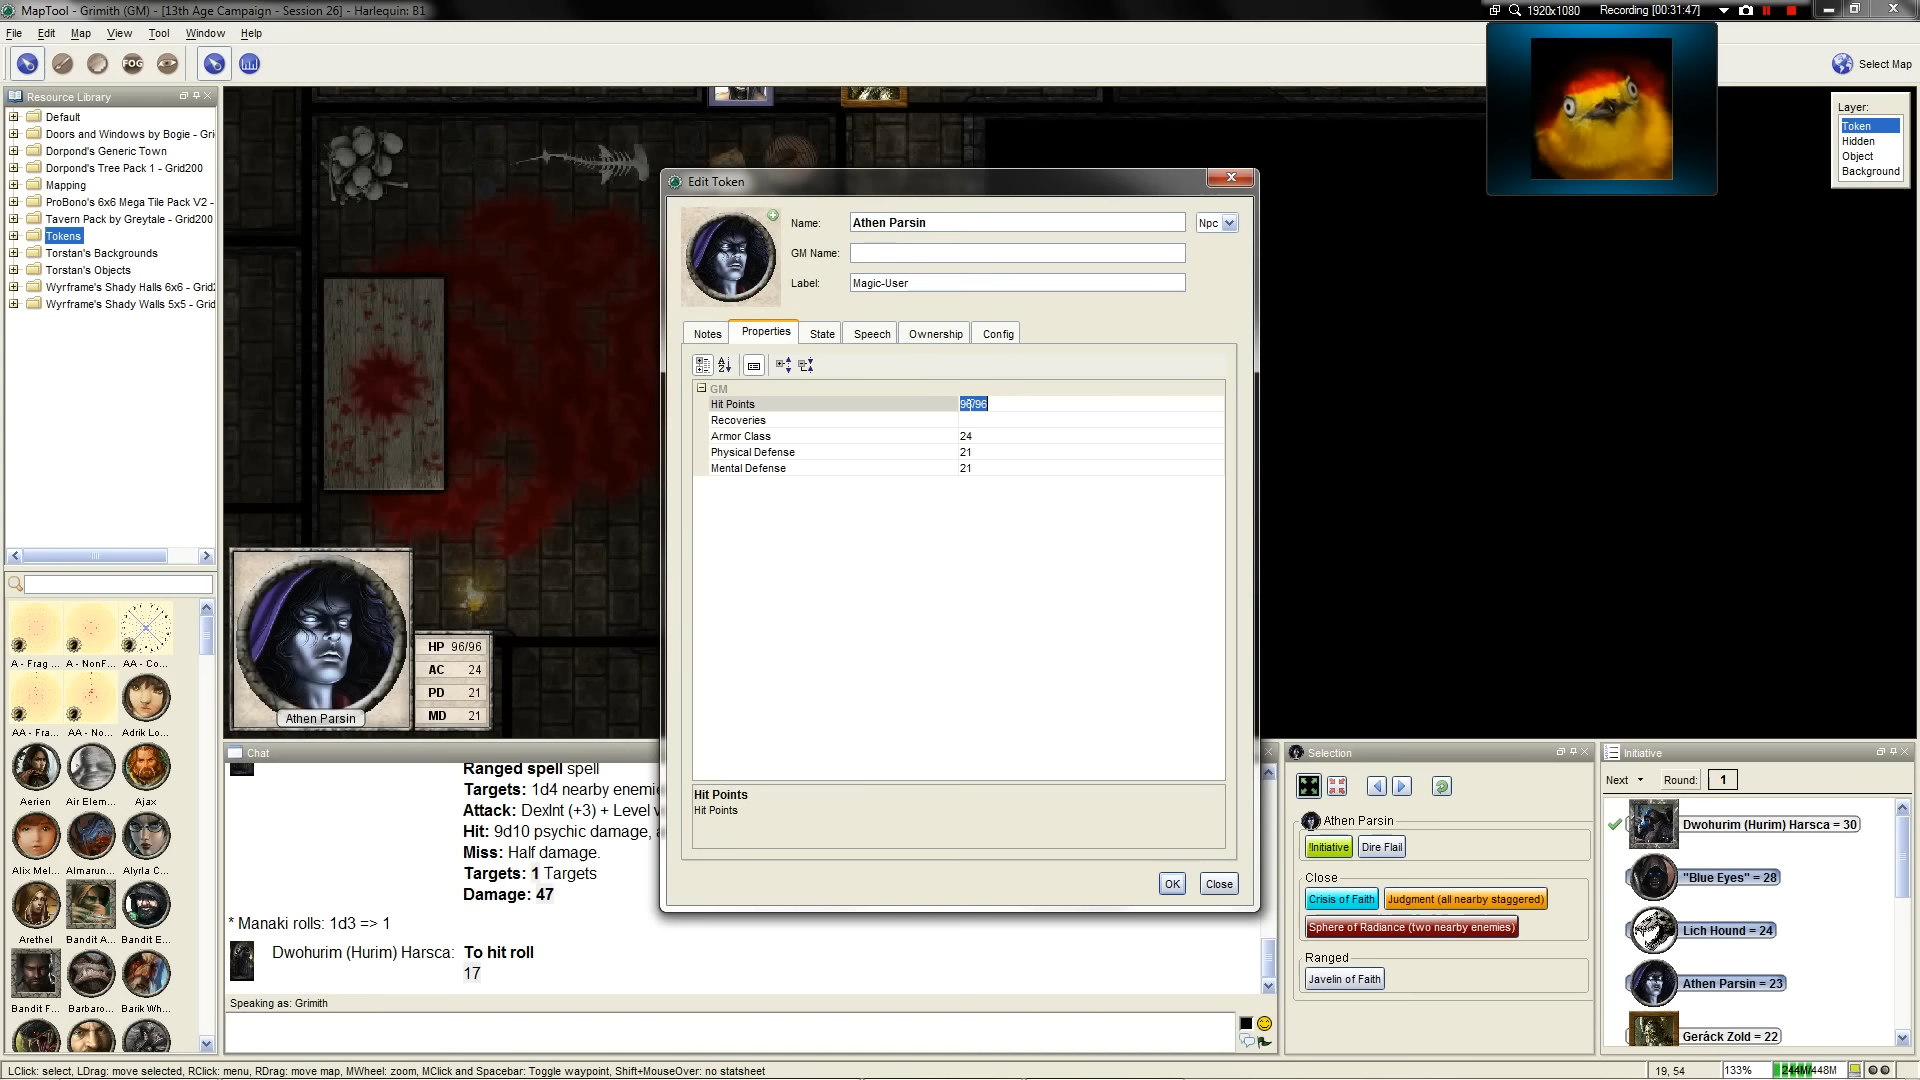 MapTool - Grimith (GM) - [13th Age Campaign - Session 26] - Harlequin: B1
1920x1080
Recording [00:31:47]
File Edit Map View Tool Window Help
FOG
Select Map
Resource Library
Default
Doors and Windows by Bogie - Gri
Dorpond's Generic Town
Dorpond's Tree Pack 1 - Grid200
Mapping
ProBono's 6x6 Mega Tile Pack V2 -
Tavern Pack by Greytale - Grid200
Tokens
Torstan's Backgrounds
Torstan's Objects
Wyrframe's Shady Halls 6x6 - Grid
Wyrframe's Shady Walls 5x5 - Grid
Layer:
Token
Hidden
Object
Background
Edit Token
Name: Athen Parsin Npc
GM Name:
Label: Magic-User
Notes Properties State Speech Ownership Config
GM
Hit Points 96/96
Recoveries
Armor Class 24
Physical Defense 21
Mental Defense 21
Hit Points
Hit Points
OK Close
Athen Parsin
HP 96/96
AC 24
PD 21
MD 21
A - Frag ... A - NonF... AA - Co...
AA - Fra... AA - No... Adrik Lo...
Aerien Air Elem... Ajax
Alix Mel... Almarun... Alyrla C...
Arethel Bandit A... Bandit E...
Bandit F... Barbaro... Barik Wh...
Chat
Ranged spell spell
Targets: 1d4 nearby enemie
Attack: DexInt (+3) + Level v
Hit: 9d10 psychic damage, a
Miss: Half damage.
Targets: 1 Targets
Damage: 47
* Manaki rolls: 1d3 => 1
Dwohurim (Hurim) Harsca: To hit roll
17
Speaking as: Grimith
Selection
Athen Parsin
!Initiative Dire Flail
Close
Crisis of Faith Judgment (all nearby staggered)
Sphere of Radiance (two nearby enemies)
Ranged
Javelin of Faith
Initiative
Next Round: 1
Dwohurim (Hurim) Harsca = 30
"Blue Eyes" = 28
Lich Hound = 24
Athen Parsin = 23
Geráck Zold = 22
LClick: select, LDrag: move selected, RClick: menu, RDrag: move map, MWheel: zoom, MClick and Spacebar: Toggle waypoint, Shift+MouseOver: no statsheet
19, 54
133%
244M/448M